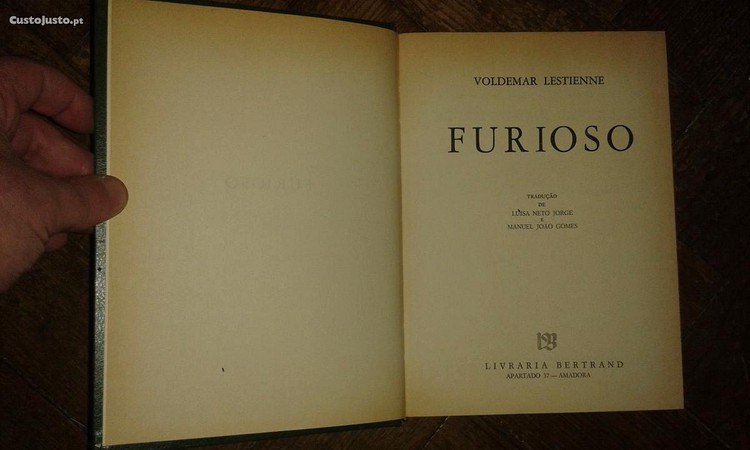 CustoJusto.pt
VOLDEMAR LESTIENNE
FURIOSO
TRADUÇÃO
DE
LUISA NETO JORGE
E
MANUEL JOÃO GOMES
LIVRARIA BERTRAND
APARTADO 37 — AMADORA